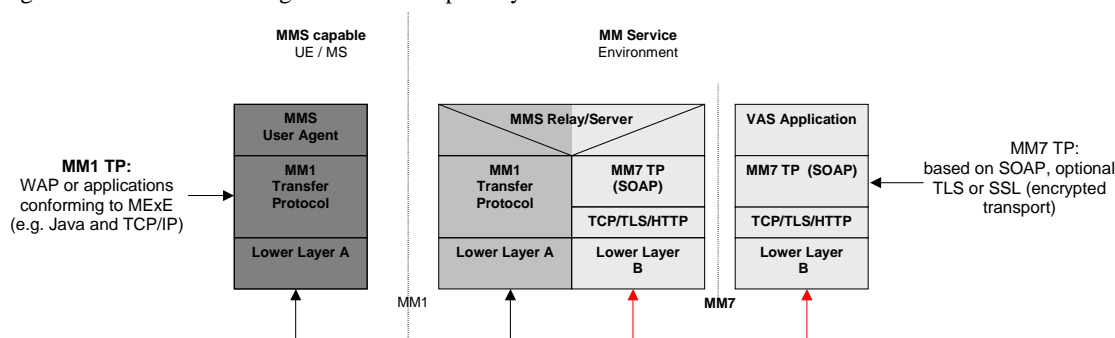 MMS capable
UE / MS
MM Service
Environment
MMS
User Agent
MMS Relay/Server
VAS Application
MM1 TP:
WAP or applications
conforming to MExE
(e.g. Java and TCP/IP)
MM1
Transfer
Protocol
MM1
Transfer
Protocol
MM7 TP
(SOAP)
MM7 TP (SOAP)
MM7 TP:
based on SOAP, optional
TLS or SSL (encrypted
transport)
TCP/TLS/HTTP
TCP/TLS/HTTP
Lower Layer A
Lower Layer A
Lower Layer
B
Lower Layer
B
MM1
MM7